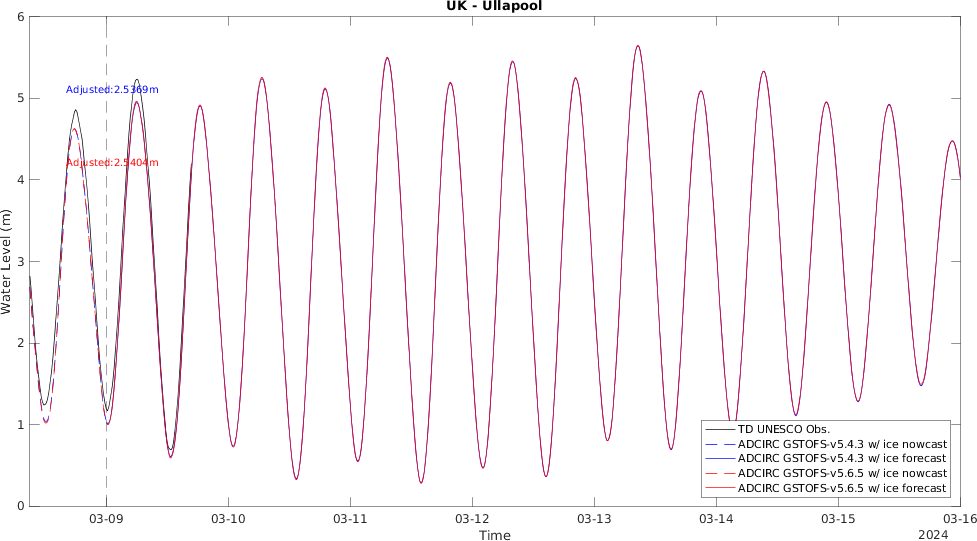 UK - Ullapool
6
5
4
3
2
1
0
Water Level (m)
Adjusted:2.5369m
Adjusted:2.5404m
TD UNESCO Obs.
ADCIRC GSTOFS-v5.4.3 w/ ice nowcast
ADCIRC GSTOFS-v5.4.3 w/ ice forecast
ADCIRC GSTOFS-v5.6.5 w/ ice nowcast
ADCIRC GSTOFS-v5.6.5 w/ ice forecast
03-09 03-10 03-11 03-12 03-13 03-14 03-15 03-16
Time
2024